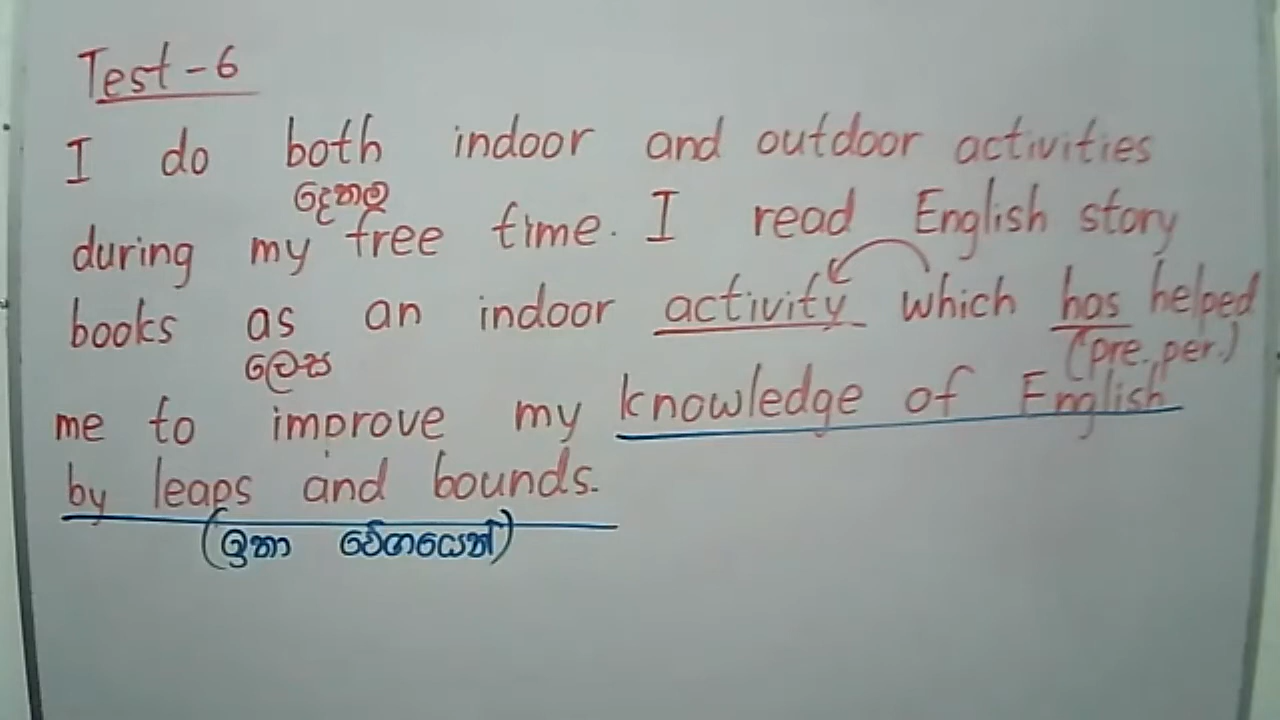 Test - 6
I do both indoor and outdoor activities
දෙකම
during my free time. I read English story
books as an indoor activity which has helped
ලෙස
(pre. per.)
me to improve my knowledge of English
by leaps and bounds.
(ඉතා වේගයෙන්)